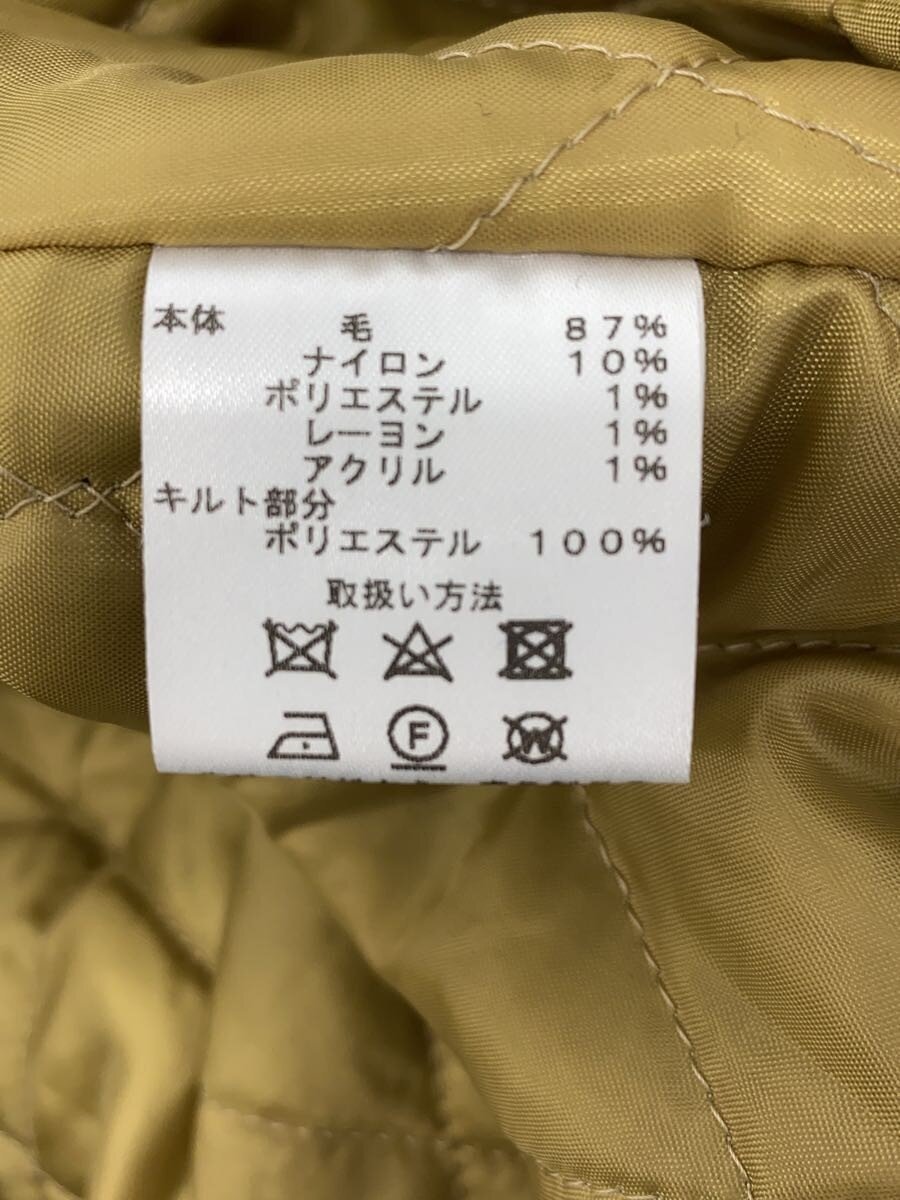 本体 毛 87%
ナイロン 10%
ポリエステル 1%
レーヨン 1%
アクリル 1%
キルト部分
ポリエステル 100%
取扱い方法
F W